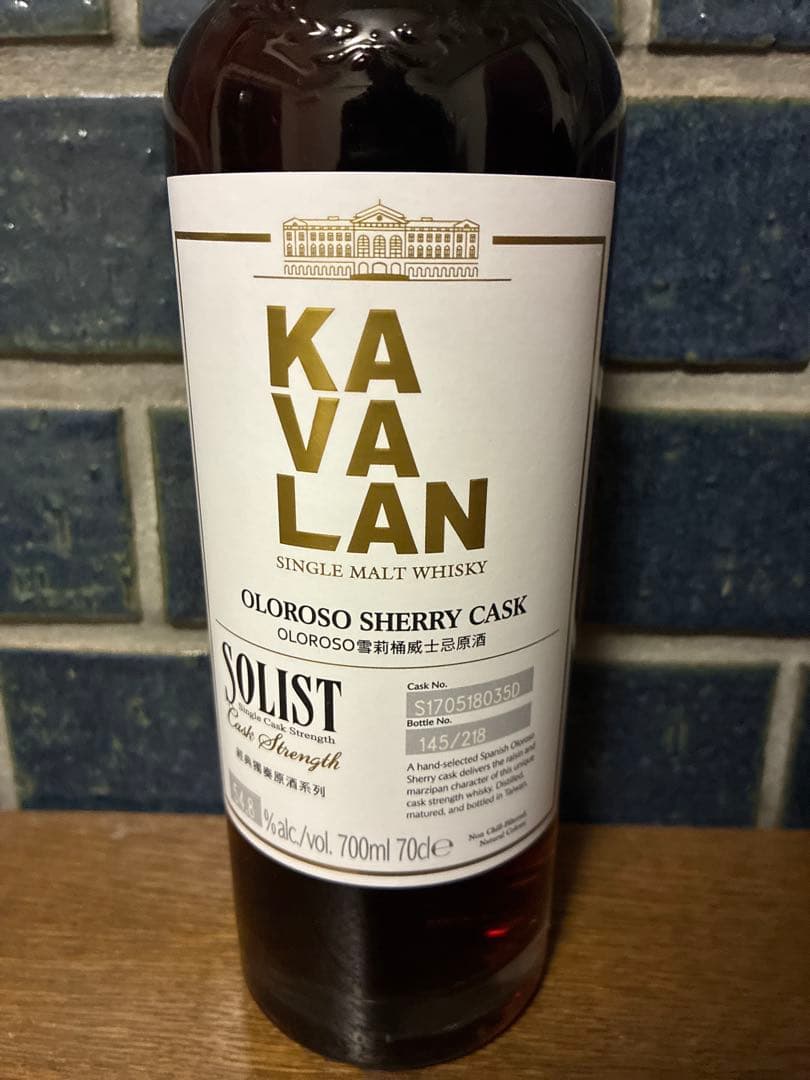 KA
VA
LAN
SINGLE MALT WHISKY
OLOROSO SHERRY CASK
OLOROSO雪莉桶威士忌原酒
SOLIST
Single Cask Strength
Cask Strength
經典獨奏原酒系列
Cask No.
S170518035D
Bottle No.
145/218
A hand-selected Spanish Oloroso
Sherry cask delivers the raisin and
marzipan character of this unique
cask strength whisky. Distilled,
matured, and bottled in Taiwan.
54.8 %alc./vol. 700ml 70cl℮
Non Chill-Filtered
Natural Colour